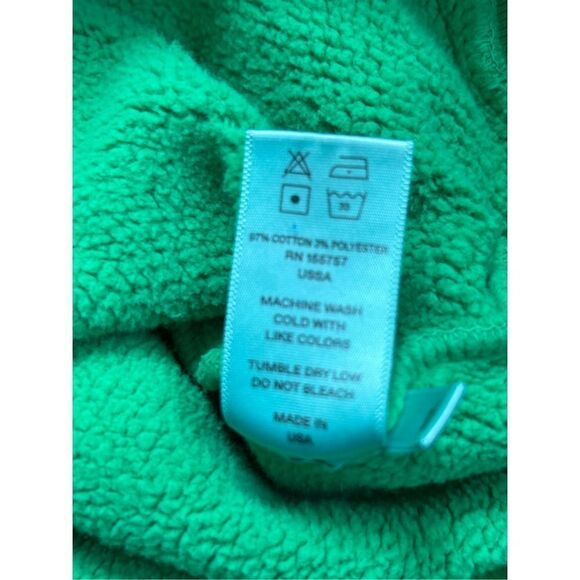 30
97% COTTON 3% POLYESTER
RN 155757
USSA
MACHINE WASH
COLD WITH
LIKE COLORS
TUMBLE DRY LOW
DO NOT BLEACH
MADE IN
USA